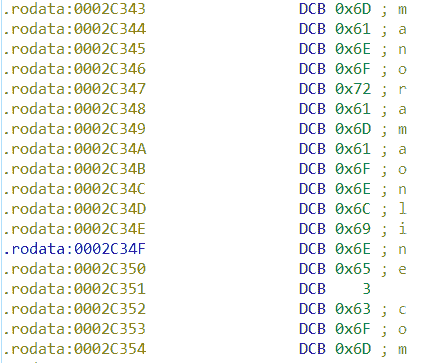 .rodata:0002C343 DCB 0x6D ; m
.rodata:0002C344 DCB 0x61 ; a
.rodata:0002C345 DCB 0x6E ; n
.rodata:0002C346 DCB 0x6F ; o
.rodata:0002C347 DCB 0x72 ; r
.rodata:0002C348 DCB 0x61 ; a
.rodata:0002C349 DCB 0x6D ; m
.rodata:0002C34A DCB 0x61 ; a
.rodata:0002C34B DCB 0x6F ; o
.rodata:0002C34C DCB 0x6E ; n
.rodata:0002C34D DCB 0x6C ; l
.rodata:0002C34E DCB 0x69 ; i
.rodata:0002C34F DCB 0x6E ; n
.rodata:0002C350 DCB 0x65 ; e
.rodata:0002C351 DCB 3
.rodata:0002C352 DCB 0x63 ; c
.rodata:0002C353 DCB 0x6F ; o
.rodata:0002C354 DCB 0x6D ; m